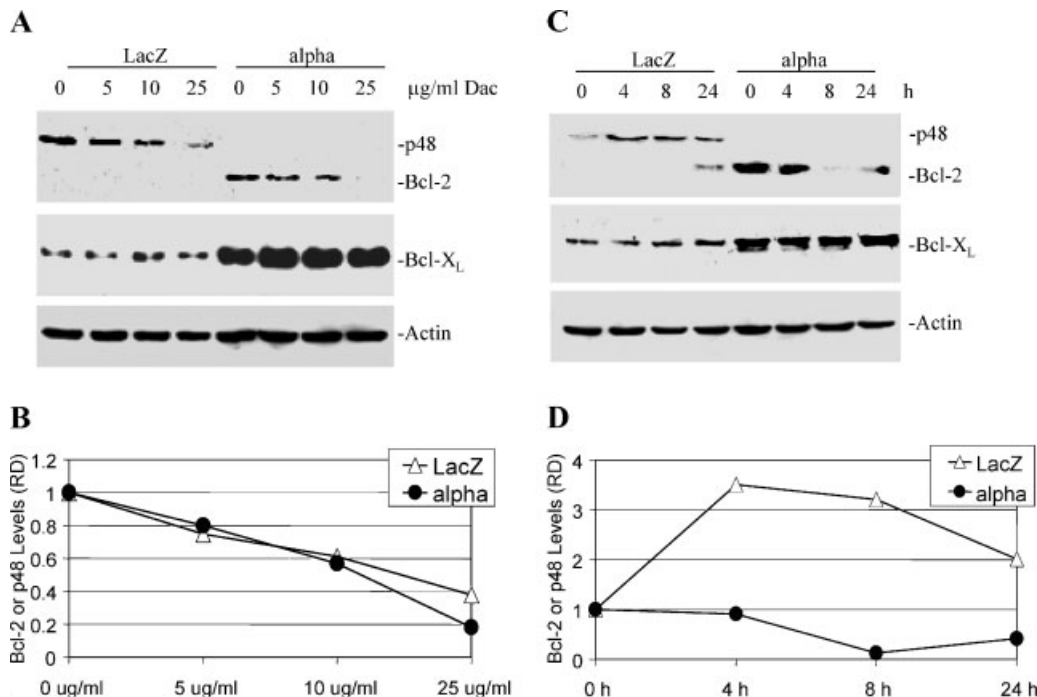 A
LacZ alpha
0 5 10 25 0 5 10 25 μg/ml Dac
-p48
-Bcl-2
-Bcl-XL
-Actin
B
Bcl-2 or p48 Levels (RD)
1.2
1
0.8
0.6
0.4
0.2
0
LacZ
alpha
0 ug/ml 5 ug/ml 10 ug/ml 25 ug/ml
C
LacZ alpha
0 4 8 24 0 4 8 24 h
-p48
-Bcl-2
-Bcl-XL
-Actin
D
Bcl-2 or p48 Levels (RD)
4
3
2
1
0
LacZ
alpha
0 h 4 h 8 h 24 h